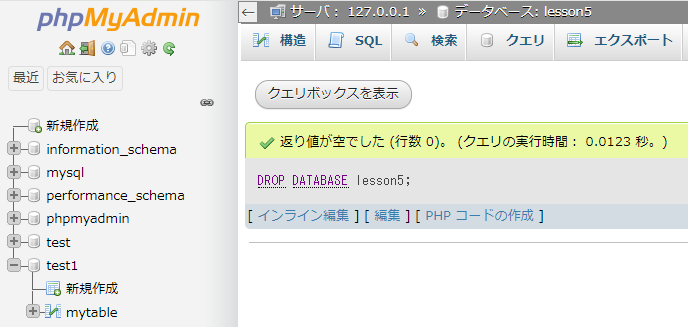 phpMyAdmin
最近 お気に入り
新規作成
information_schema
mysql
performance_schema
phpmyadmin
test
test1
新規作成
mytable
サーバ： 127.0.0.1 » データベース: lesson5
構造 SQL 検索 クエリ エクスポート
クエリボックスを表示
返り値が空でした (行数 0)。 (クエリの実行時間： 0.0123 秒。)
DROP DATABASE lesson5;
[ インライン編集 ] [ 編集 ] [ PHP コードの作成 ]